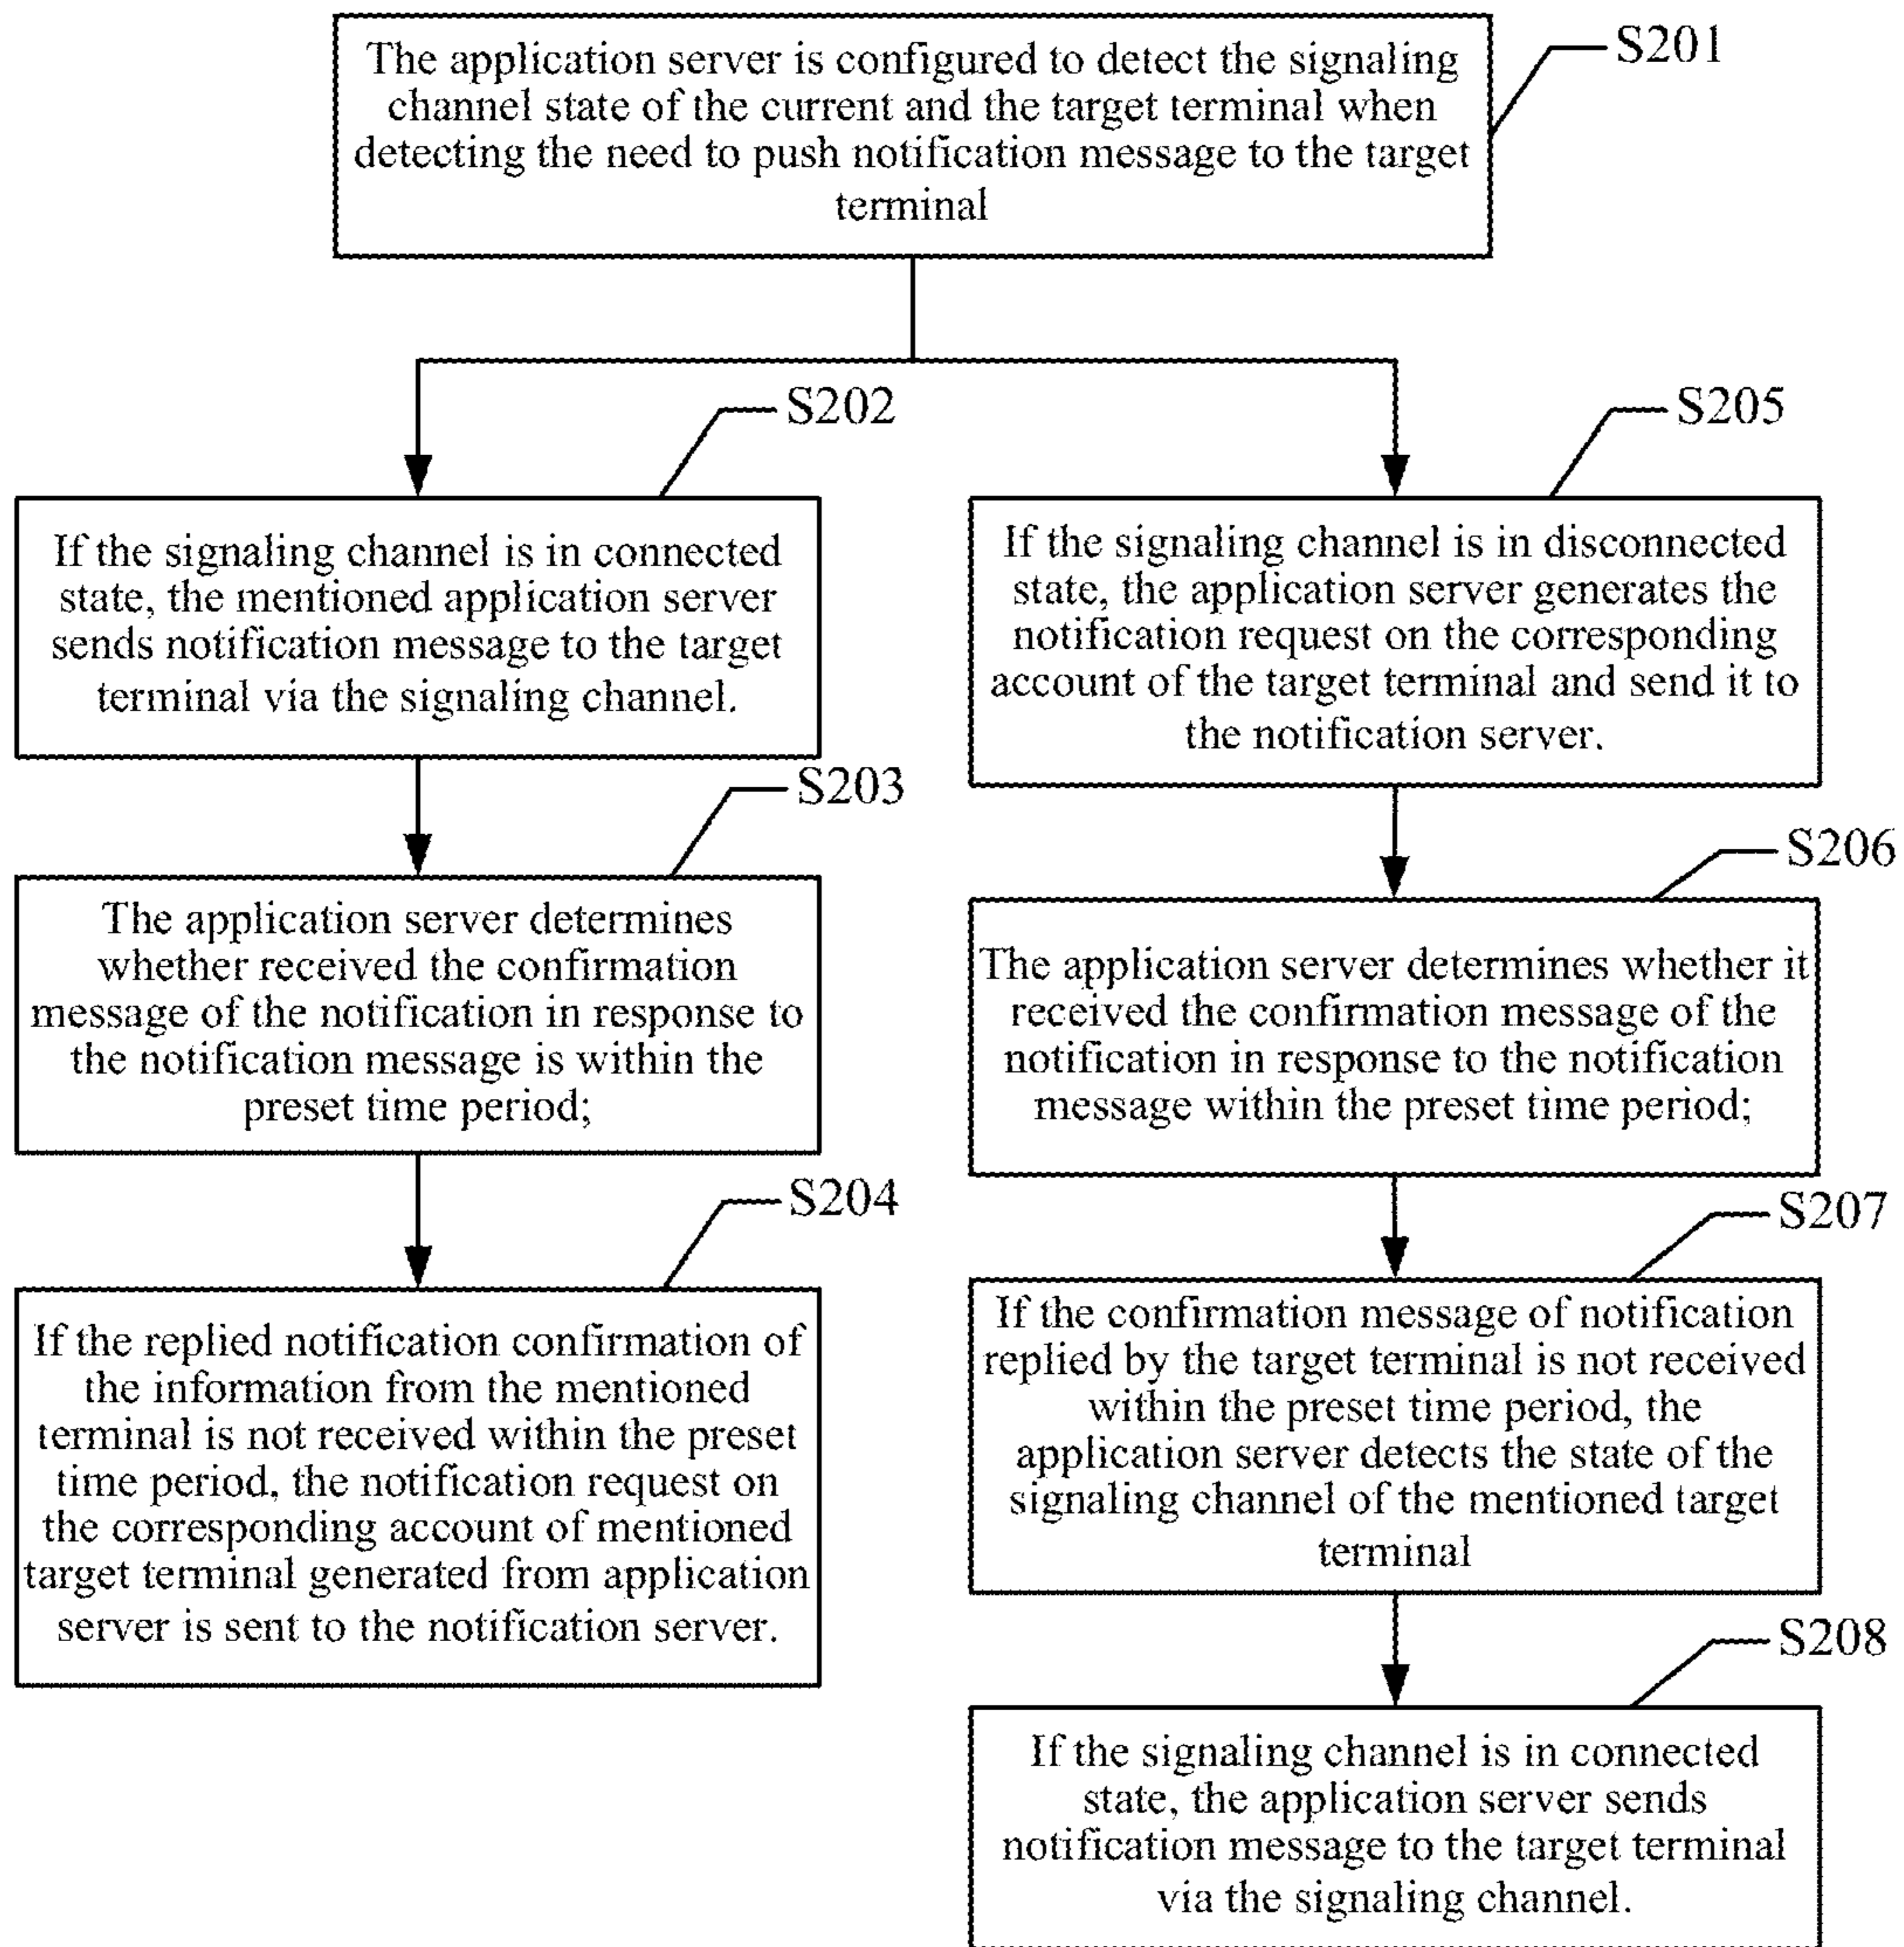 The application server is configured to detect the signaling
channel state of the current and the target terminal when
detecting the need to push notification message to the target
terminal
S201
S202
If the signaling channel is in connected
state, the mentioned application server
sends notification message to the target
terminal via the signaling channel.
S203
The application server determines
whether received the confirmation
message of the notification in response to
the notification message is within the
preset time period;
S204
If the replied notification confirmation of
the information from the mentioned
terminal is not received within the preset
time period, the notification request on
the corresponding account of mentioned
target terminal generated from application
server is sent to the notification server.
S205
If the signaling channel is in disconnected
state, the application server generates the
notification request on the corresponding
account of the target terminal and send it to
the notification server.
S206
The application server determines whether it
received the confirmation message of the
notification in response to the notification
message within the preset time period;
S207
If the confirmation message of notification
replied by the target terminal is not received
within the preset time period, the
application server detects the state of the
signaling channel of the mentioned target
terminal
S208
If the signaling channel is in connected
state, the application server sends
notification message to the target terminal
via the signaling channel.